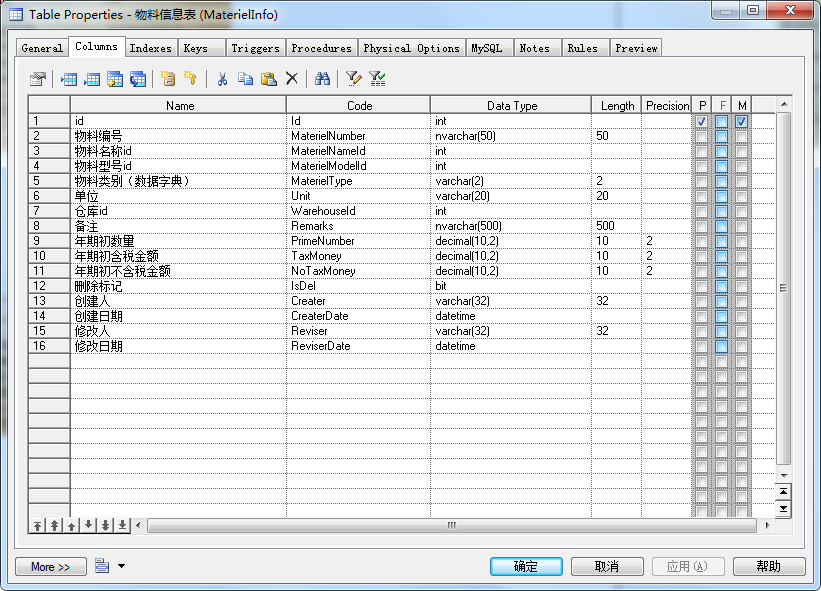 Table Properties - 物料信息表 (MaterielInfo)
General Columns Indexes Keys Triggers Procedures Physical Options MySQL Notes Rules Preview
Name Code Data Type Length Precision P F M
1 id Id int
2 物料编号 MaterielNumber nvarchar(50) 50
3 物料名称id MaterielNameId int
4 物料型号id MaterielModelId int
5 物料类别（数据字典） MaterielType varchar(2) 2
6 单位 Unit varchar(20) 20
7 仓库id WarehouseId int
8 备注 Remarks nvarchar(500) 500
9 年期初数量 PrimeNumber decimal(10,2) 10 2
10 年期初含税金额 TaxMoney decimal(10,2) 10 2
11 年期初不含税金额 NoTaxMoney decimal(10,2) 10 2
12 删除标记 IsDel bit
13 创建人 Creater varchar(32) 32
14 创建日期 CreaterDate datetime
15 修改人 Reviser varchar(32) 32
16 修改日期 ReviserDate datetime
More >> 确定 取消 应用(A) 帮助